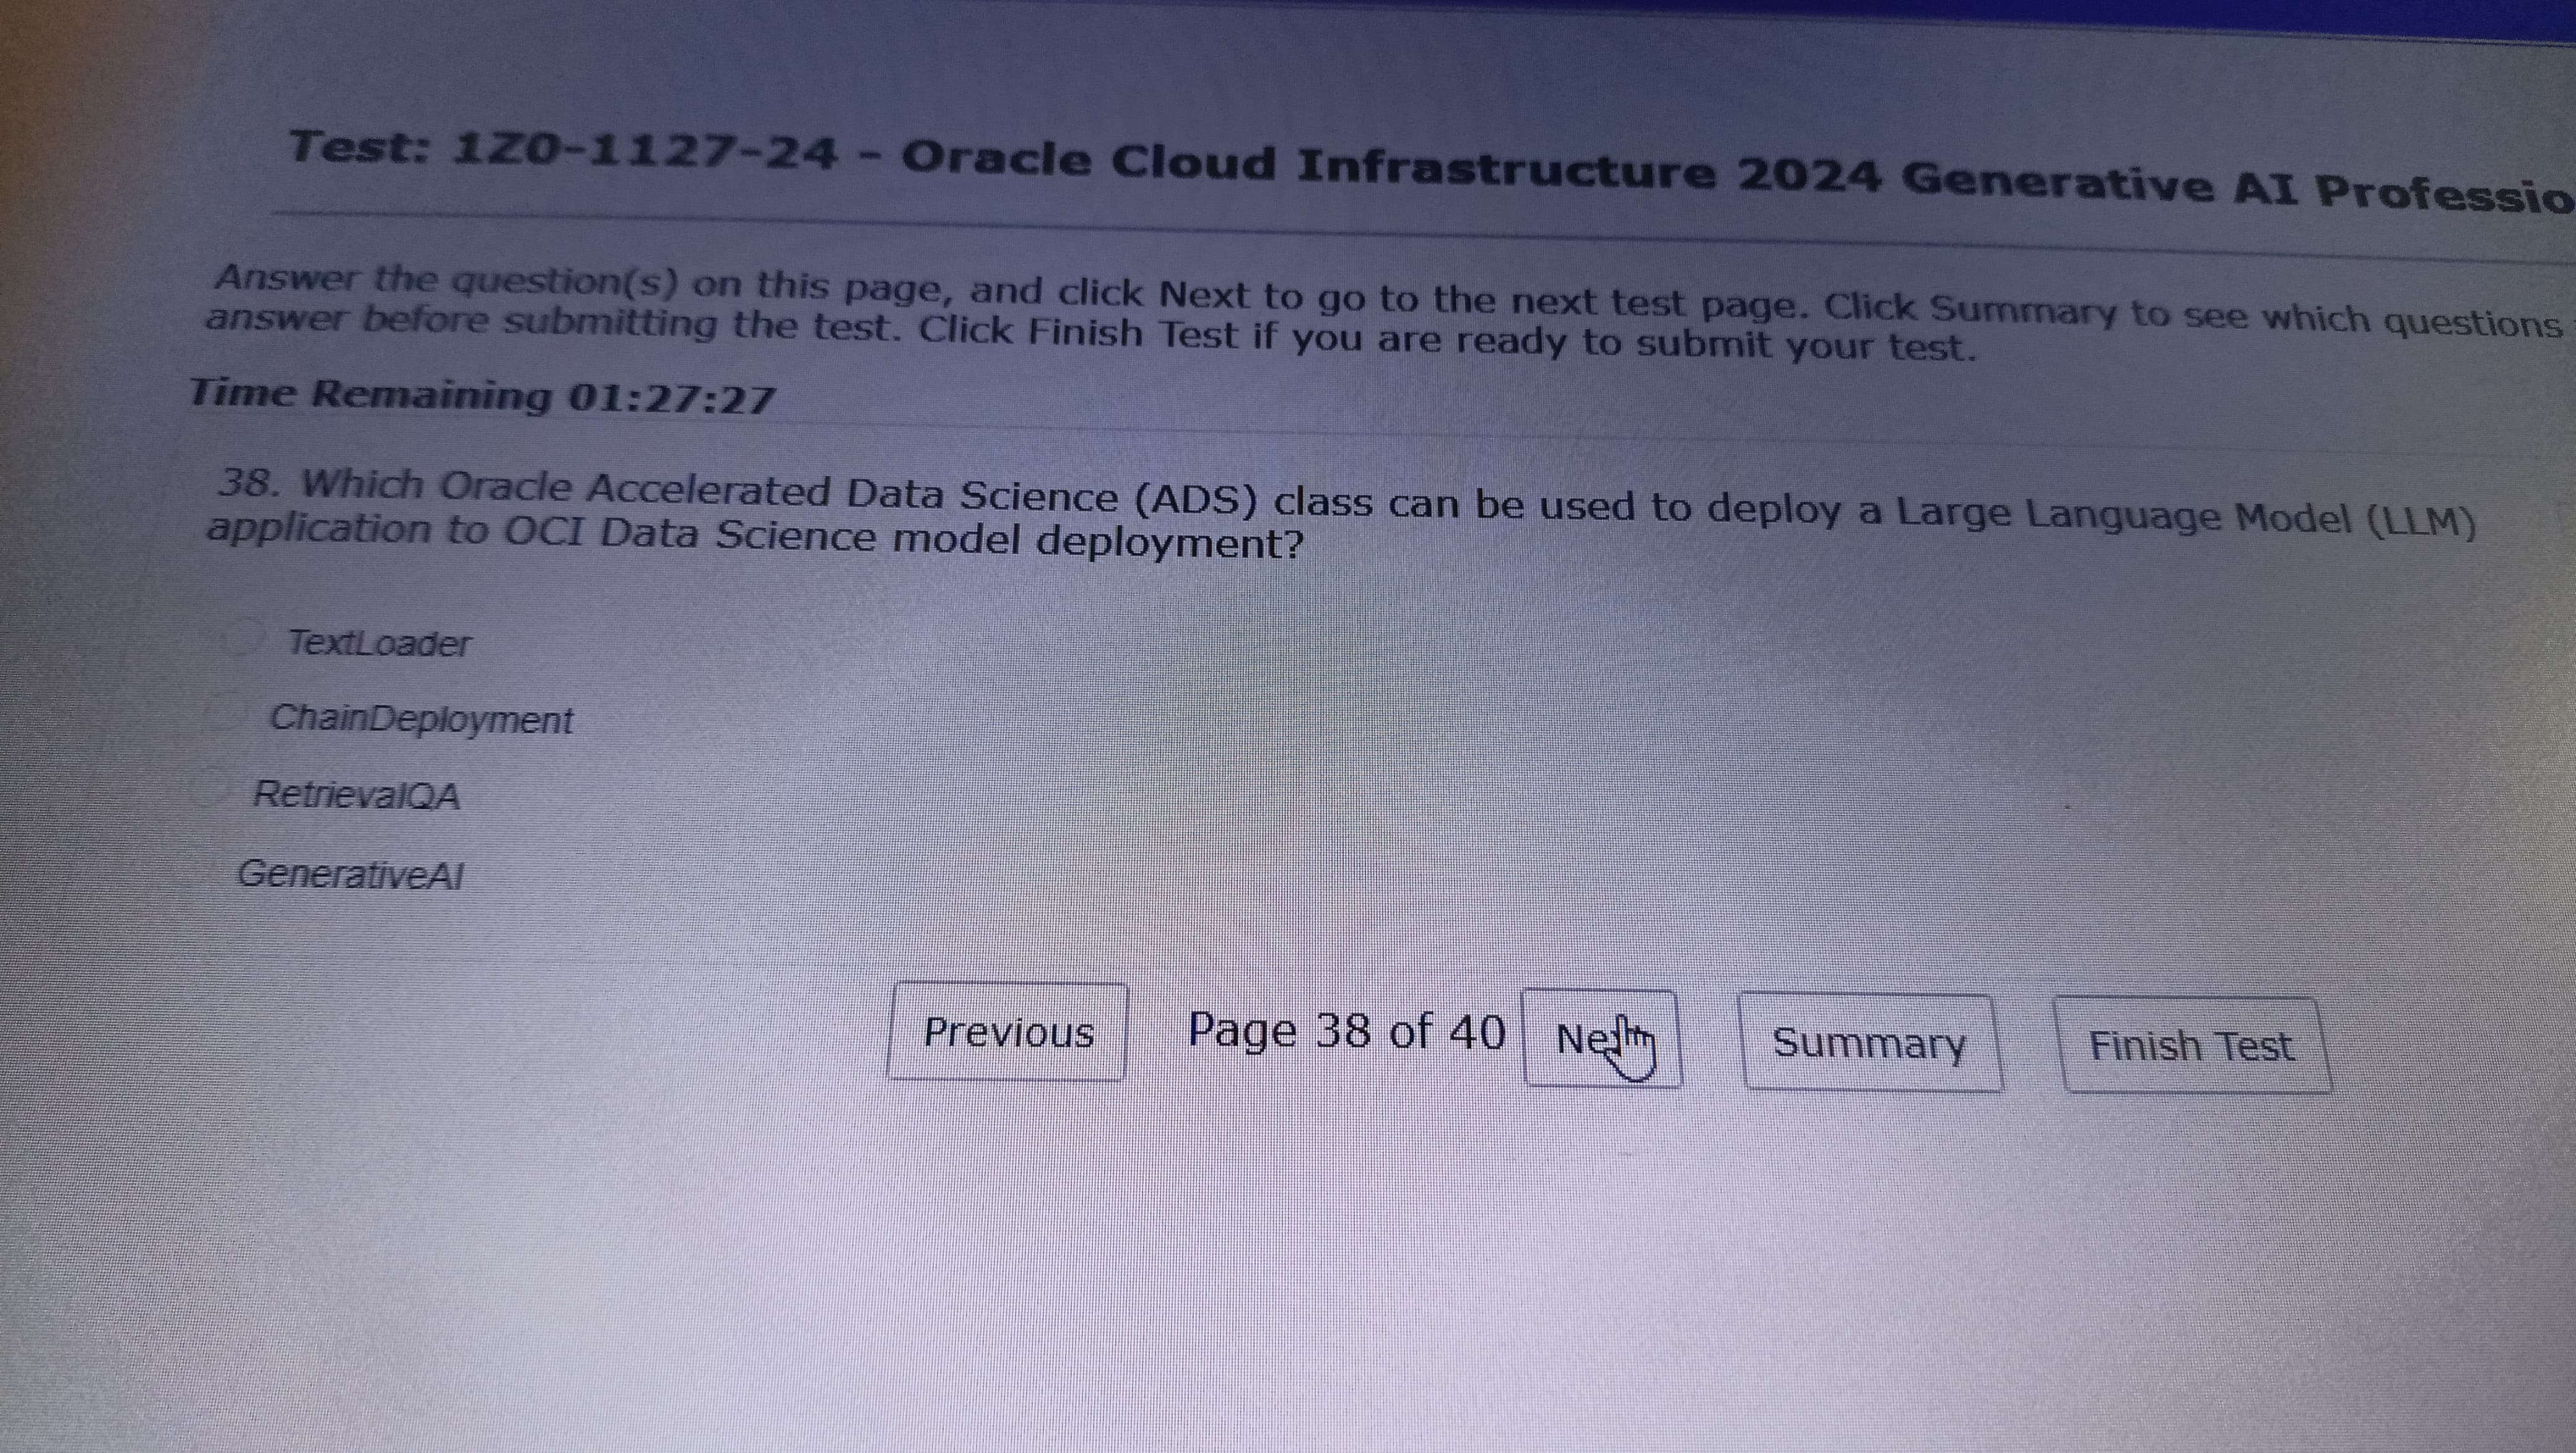 Test: 1Z0-1127-24 - Oracle Cloud Infrastructure 2024 Generative AI Professio
Answer the question(s) on this page, and click Next to go to the next test page. Click Summary to see which questions
answer before submitting the test. Click Finish Test if you are ready to submit your test.
Time Remaining 01:27:27
38. Which Oracle Accelerated Data Science (ADS) class can be used to deploy a Large Language Model (LLM)
application to OCI Data Science model deployment?
TextLoader
ChainDeployment
RetrievalQA
GenerativeAI
Previous Page 38 of 40 Next Summary Finish Test